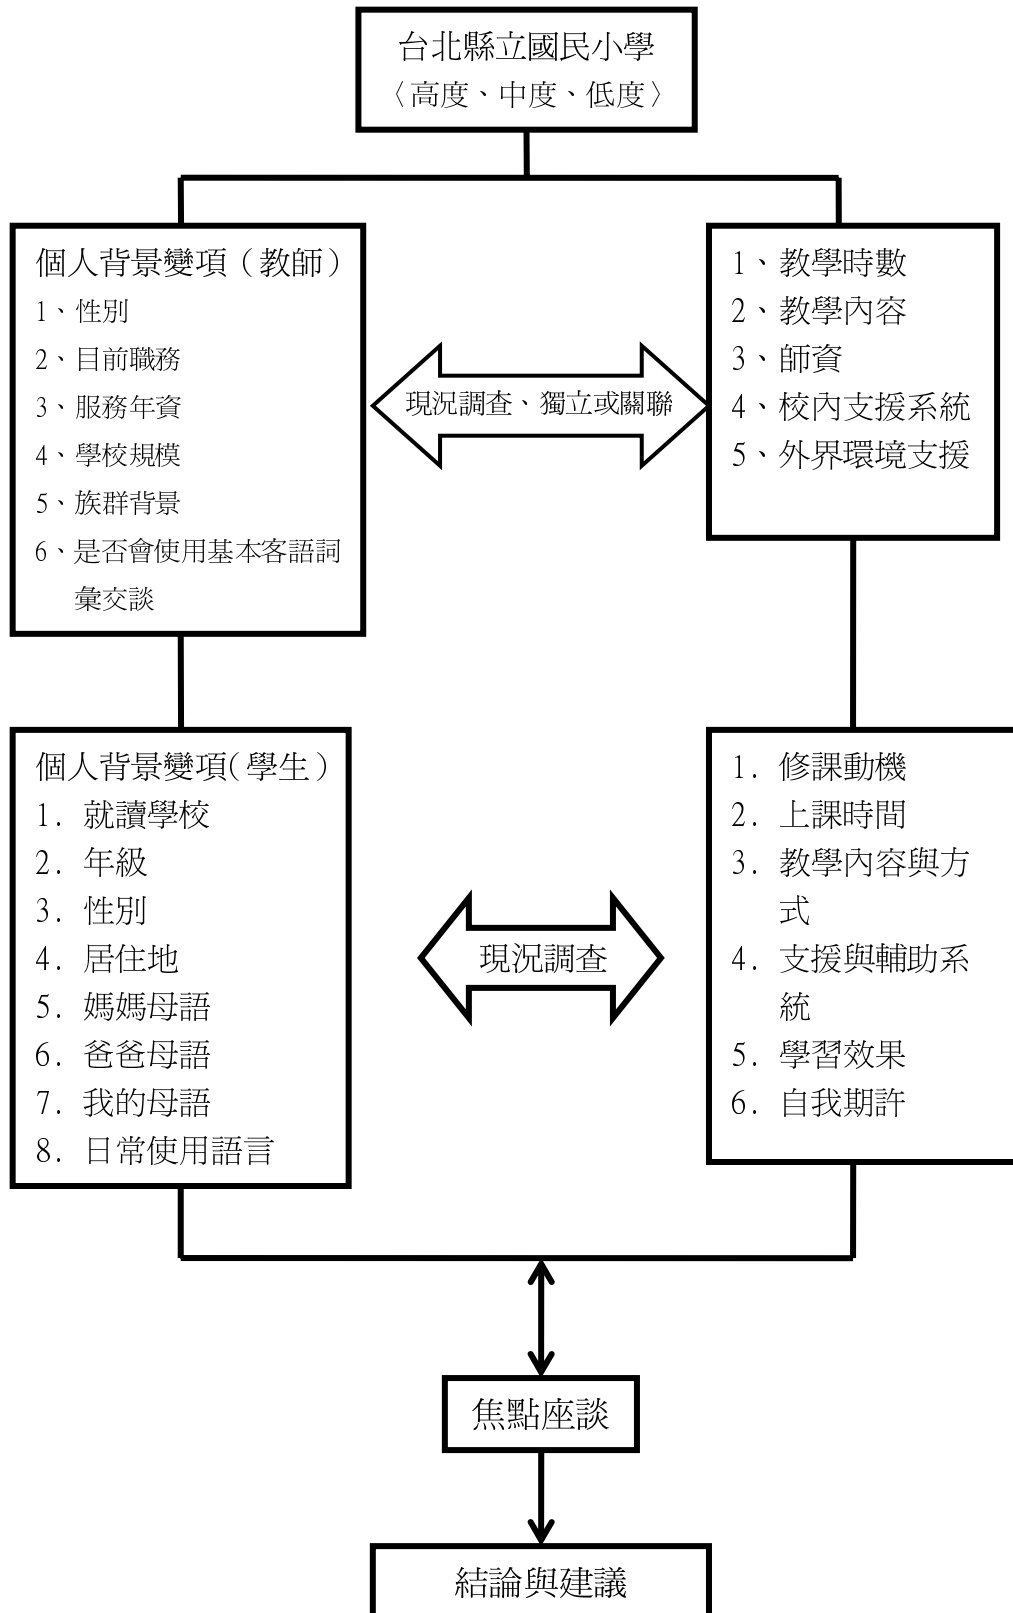 台北縣立國民小學
〈高度、中度、低度〉
個人背景變項（教師）
1、性別
2、目前職務
3、服務年資
4、學校規模
5、族群背景
6、是否會使用基本客語詞
彙交談
現況調查、獨立或關聯
1、教學時數
2、教學內容
3、師資
4、校內支援系統
5、外界環境支援
個人背景變項(學生)
1. 就讀學校
2. 年級
3. 性別
4. 居住地
5. 媽媽母語
6. 爸爸母語
7. 我的母語
8. 日常使用語言
現況調查
1. 修課動機
2. 上課時間
3. 教學內容與方
式
4. 支援與輔助系
統
5. 學習效果
6. 自我期許
焦點座談
結論與建議